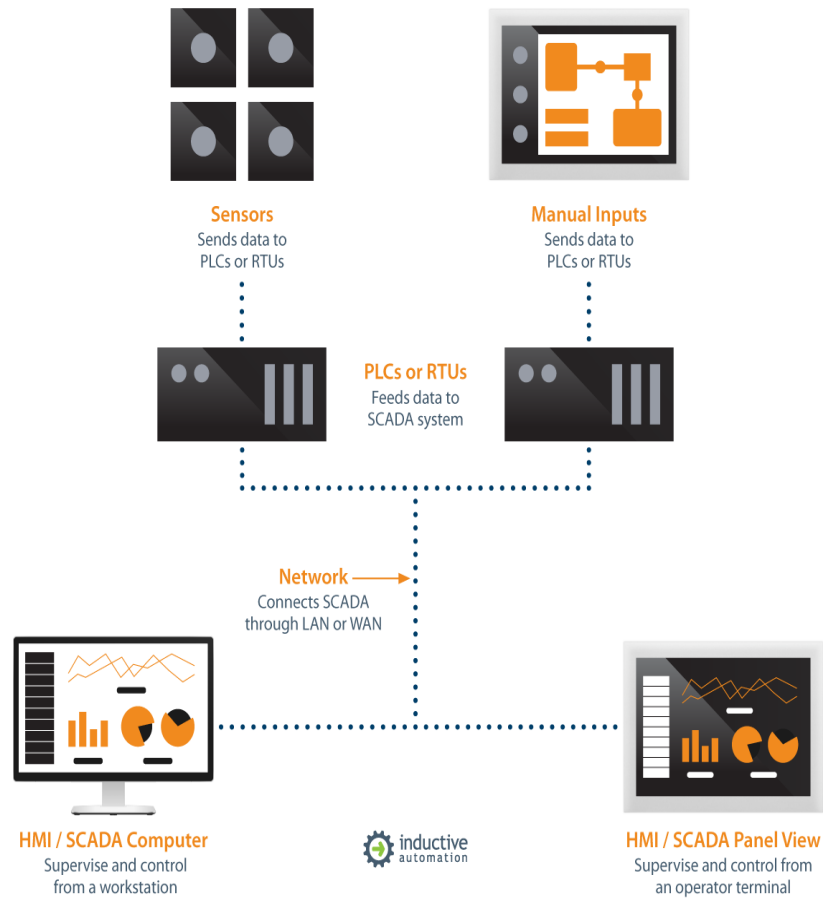 Sensors
Sends data to
PLCs or RTUs
Manual Inputs
Sends data to
PLCs or RTUs
PLCs or RTUs
Feeds data to
SCADA system
Network
Connects SCADA
through LAN or WAN
HMI / SCADA Computer
Supervise and control
from a workstation
inductive
automation
HMI / SCADA Panel View
Supervise and control from
an operator terminal